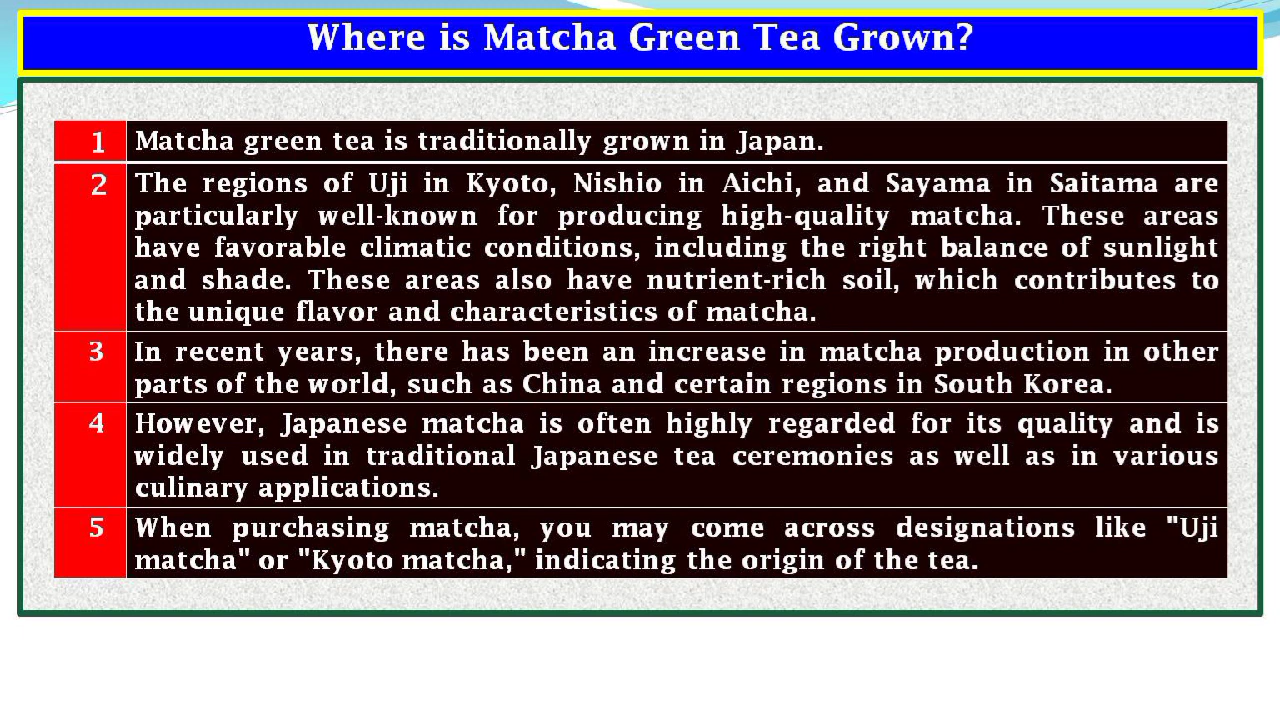 Where is Matcha Green Tea Grown?
1 Matcha green tea is traditionally grown in Japan.
2 The regions of Uji in Kyoto, Nishio in Aichi, and Sayama in Saitama are
particularly well-known for producing high-quality matcha. These areas
have favorable climatic conditions, including the right balance of sunlight
and shade. These areas also have nutrient-rich soil, which contributes to
the unique flavor and characteristics of matcha.
3 In recent years, there has been an increase in matcha production in other
parts of the world, such as China and certain regions in South Korea.
4 However, Japanese matcha is often highly regarded for its quality and is
widely used in traditional Japanese tea ceremonies as well as in various
culinary applications.
5 When purchasing matcha, you may come across designations like "Uji
matcha" or "Kyoto matcha," indicating the origin of the tea.